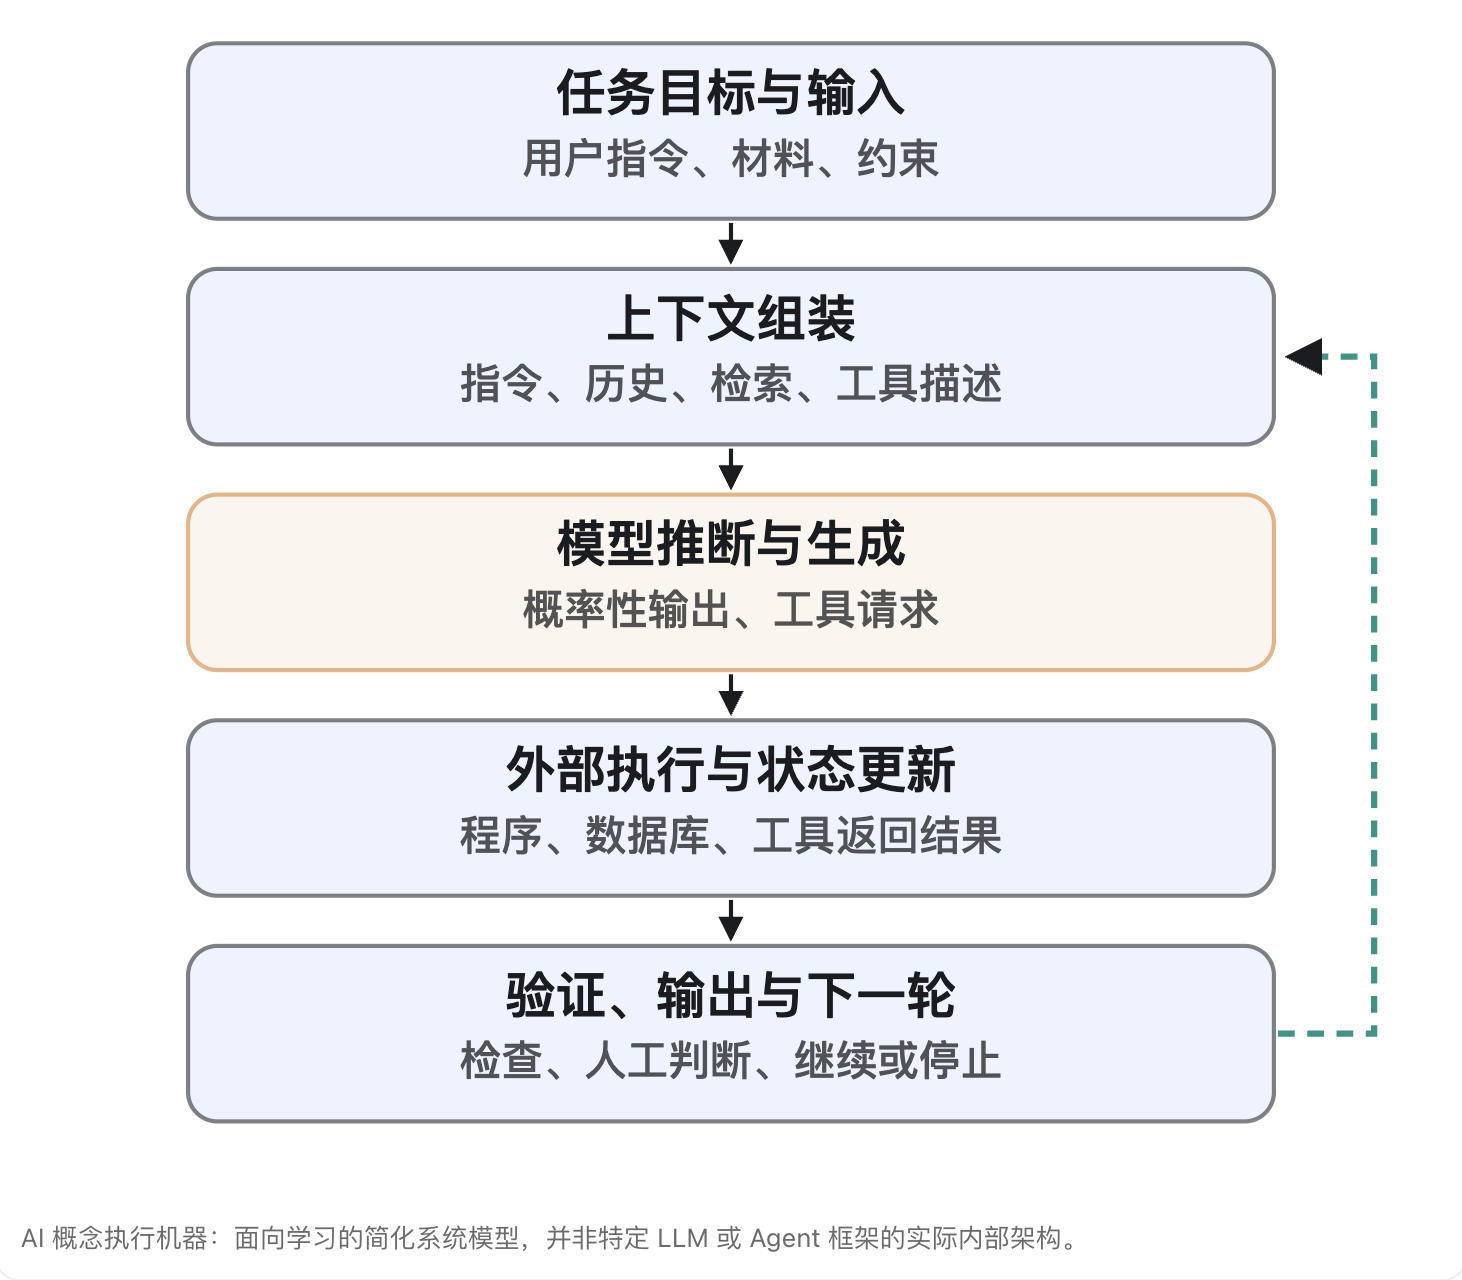 任务目标与输入
用户指令、材料、约束
上下文组装
指令、历史、检索、工具描述
模型推断与生成
概率性输出、工具请求
外部执行与状态更新
程序、数据库、工具返回结果
验证、输出与下一轮
检查、人工判断、继续或停止
AI 概念执行机器：面向学习的简化系统模型，并非特定 LLM 或 Agent 框架的实际内部架构。